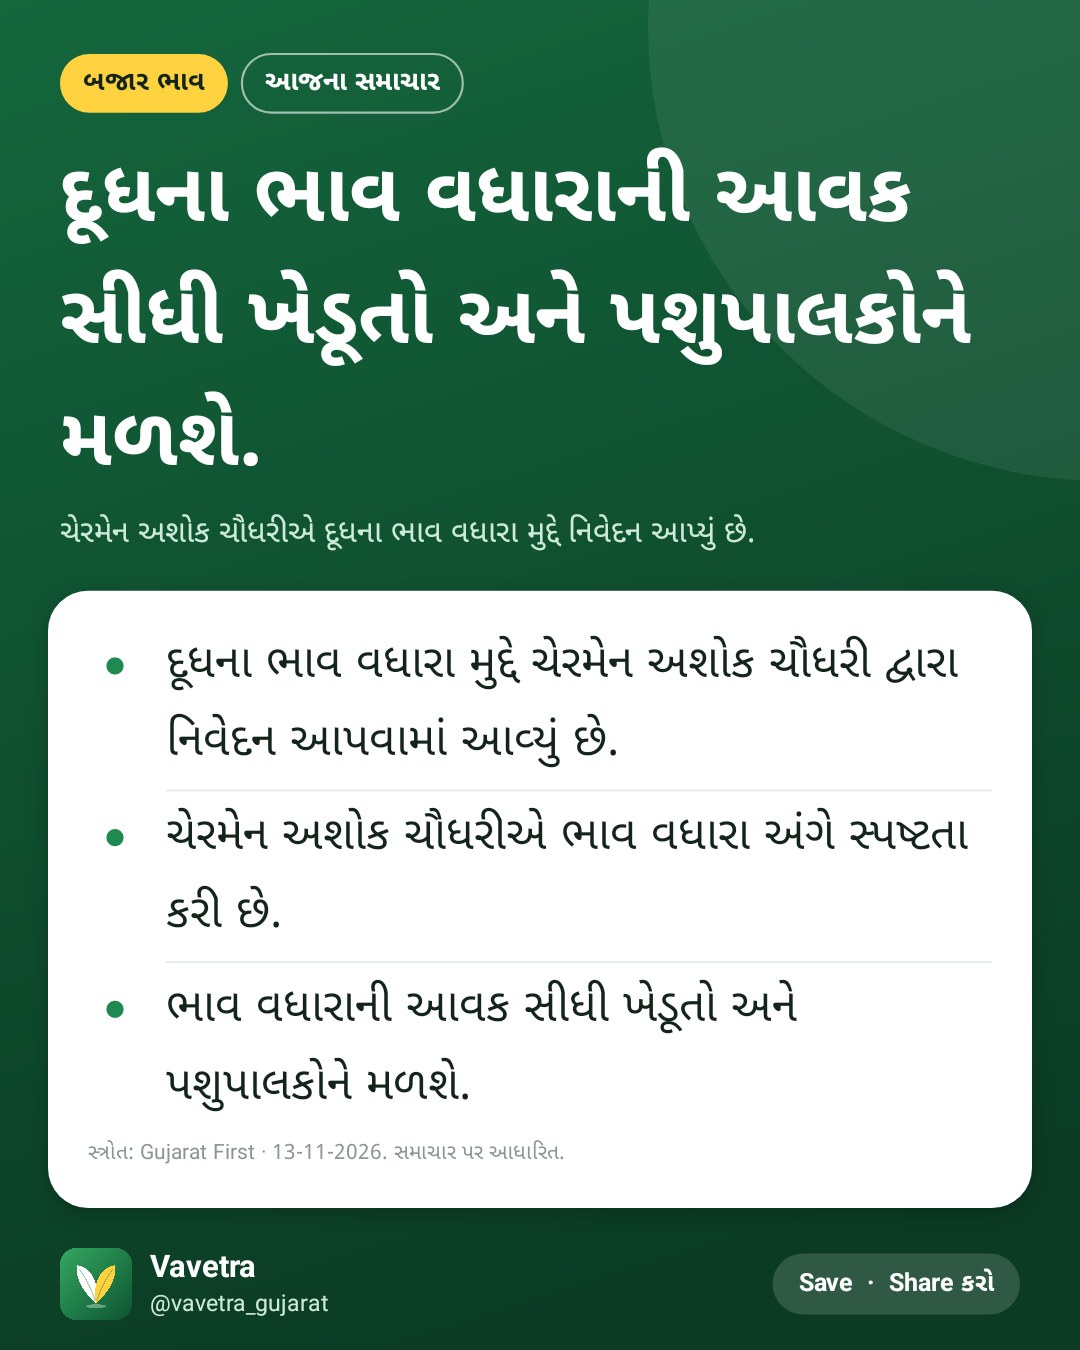 બજાર ભાવ
આજના સમાચાર
દૂધના ભાવ વધારાની આવક
સીધી ખેડૂતો અને પશુપાલકોને
મળશે.
ચેરમેન અશોક ચૌધરીએ દૂધના ભાવ વધારા મુદ્દે નિવેદન આપ્યું છે.
દૂધના ભાવ વધારા મુદ્દે ચેરમેન અશોક ચૌધરી દ્વારા
નિવેદન આપવામાં આવ્યું છે.
ચેરમેન અશોક ચૌધરીએ ભાવ વધારા અંગે સ્પષ્ટતા
કરી છે.
ભાવ વધારાની આવક સીધી ખેડૂતો અને
પશુપાલકોને મળશે.
સ્ત્રોત: Gujarat First · 13-11-2026. સમાચાર પર આધારિત.
Vavetra
@vavetra_gujarat
Save · Share કરો